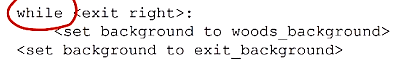 while <exit right>:
<set background to woods_background>
<set background to exit_background>